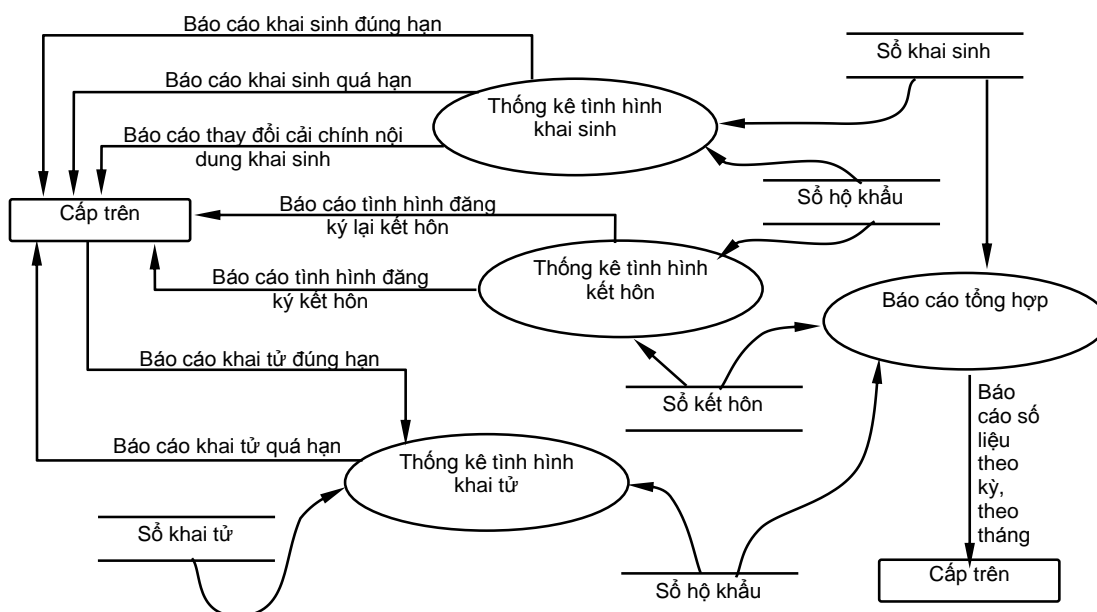 Báo cáo khai sinh đúng hạn
Sổ khai sinh
Báo cáo khai sinh quá hạn
Thống kê tình hình
khai sinh
Báo cáo thay đổi cải chính nội
dung khai sinh
Sổ hộ khẩu
Cấp trên
Báo cáo tình hình đăng
ký lại kết hôn
Thống kê tình hình
kết hôn
Báo cáo tình hình đăng
ký kết hôn
Báo cáo tổng hợp
Báo cáo khai tử đúng hạn
Sổ kết hôn
Báo
cáo số
liệu
theo
kỳ,
theo
tháng
Báo cáo khai tử quá hạn
Thống kê tình hình
khai tử
Sổ khai tử
Sổ hộ khẩu
Cấp trên